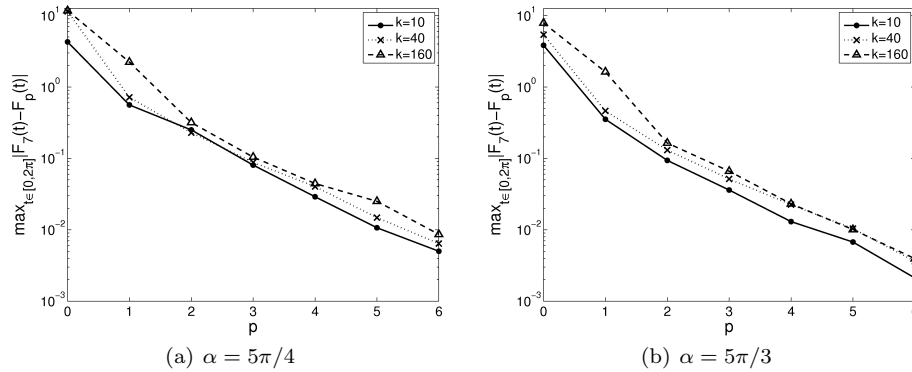 max_{t∈[0,2π]}|F_7(t)−F_p(t)|
10^1
10^0
10^{−1}
10^{−2}
10^{−3}
0 1 2 3 4 5 6
p
k=10
k=40
k=160
(a) α = 5π/4
max_{t∈[0,2π]}|F_7(t)−F_p(t)|
10^1
10^0
10^{−1}
10^{−2}
10^{−3}
0 1 2 3 4 5
p
k=10
k=40
k=160
(b) α = 5π/3